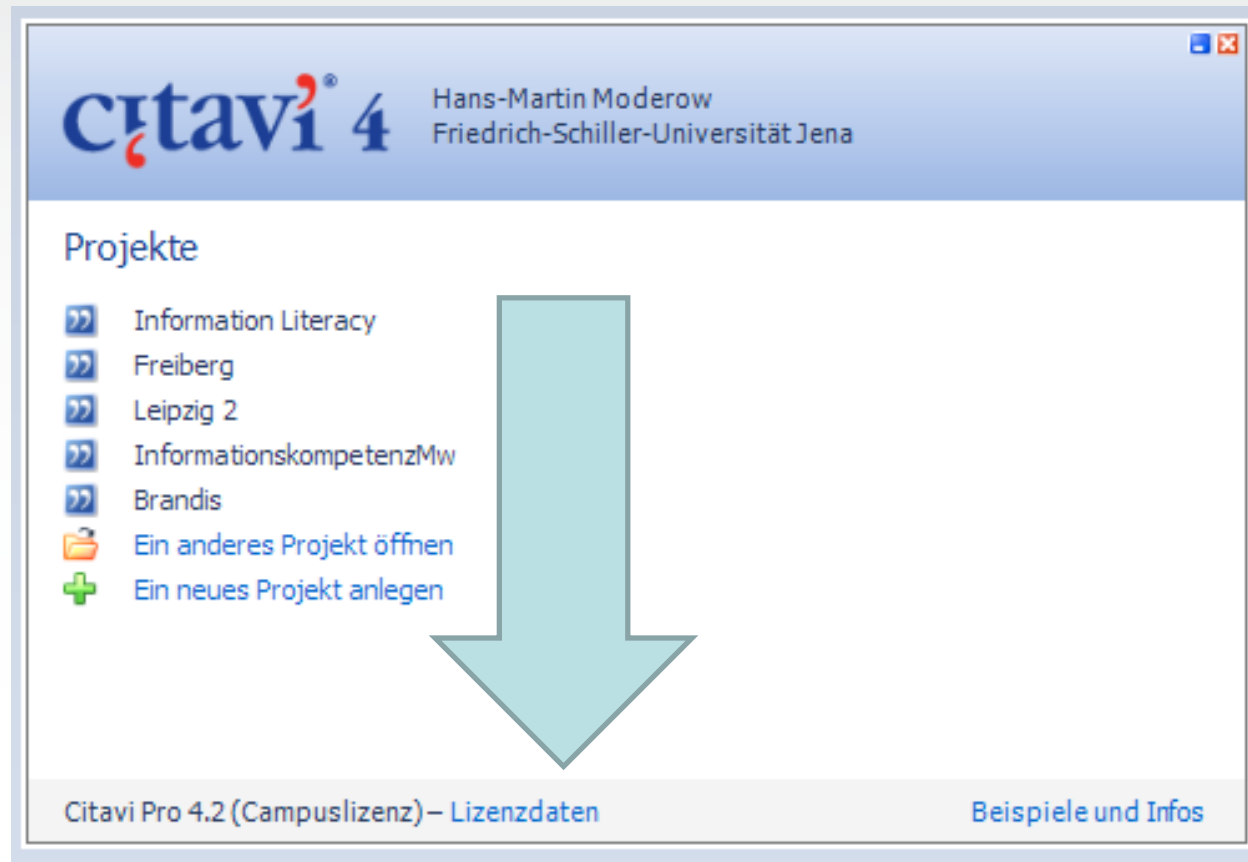 citavi® 4
Hans-Martin Moderow
Friedrich-Schiller-Universität Jena
Projekte
Information Literacy
Freiberg
Leipzig 2
InformationskompetenzMw
Brandis
Ein anderes Projekt öffnen
Ein neues Projekt anlegen
Citavi Pro 4.2 (Campuslizenz) – Lizenzdaten
Beispiele und Infos